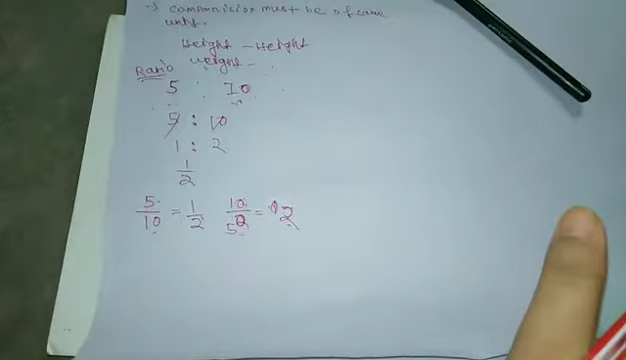 comparision must be of same
unit.
Height - Height
Ratio weight -
5 : 10
5 : 10
1 : 2
1/2
5/10 = 1/2 10/5 = 2